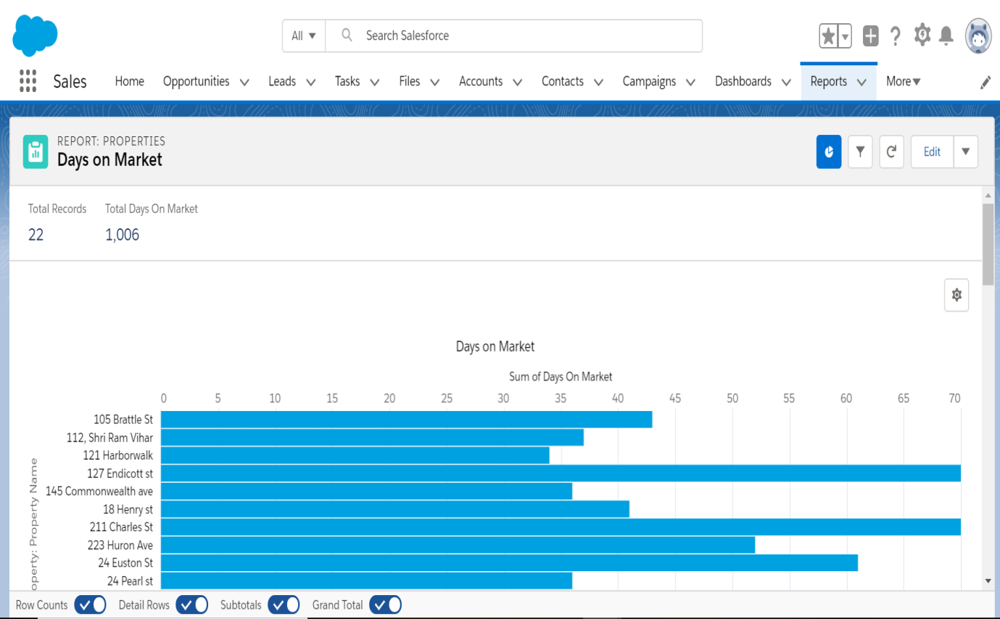 All ▼ Search Salesforce
Sales Home Opportunities Leads Tasks Files Accounts Contacts Campaigns Dashboards Reports More▼
REPORT: PROPERTIES
Days on Market
Edit
Total Records Total Days On Market
22 1,006
Days on Market
Sum of Days On Market
0 5 10 15 20 25 30 35 40 45 50 55 60 65 70
105 Brattle St
112, Shri Ram Vihar
121 Harborwalk
127 Endicott st
145 Commonwealth ave
18 Henry st
211 Charles St
223 Huron Ave
24 Euston St
24 Pearl st
operty: Property Name
Row Counts Detail Rows Subtotals Grand Total